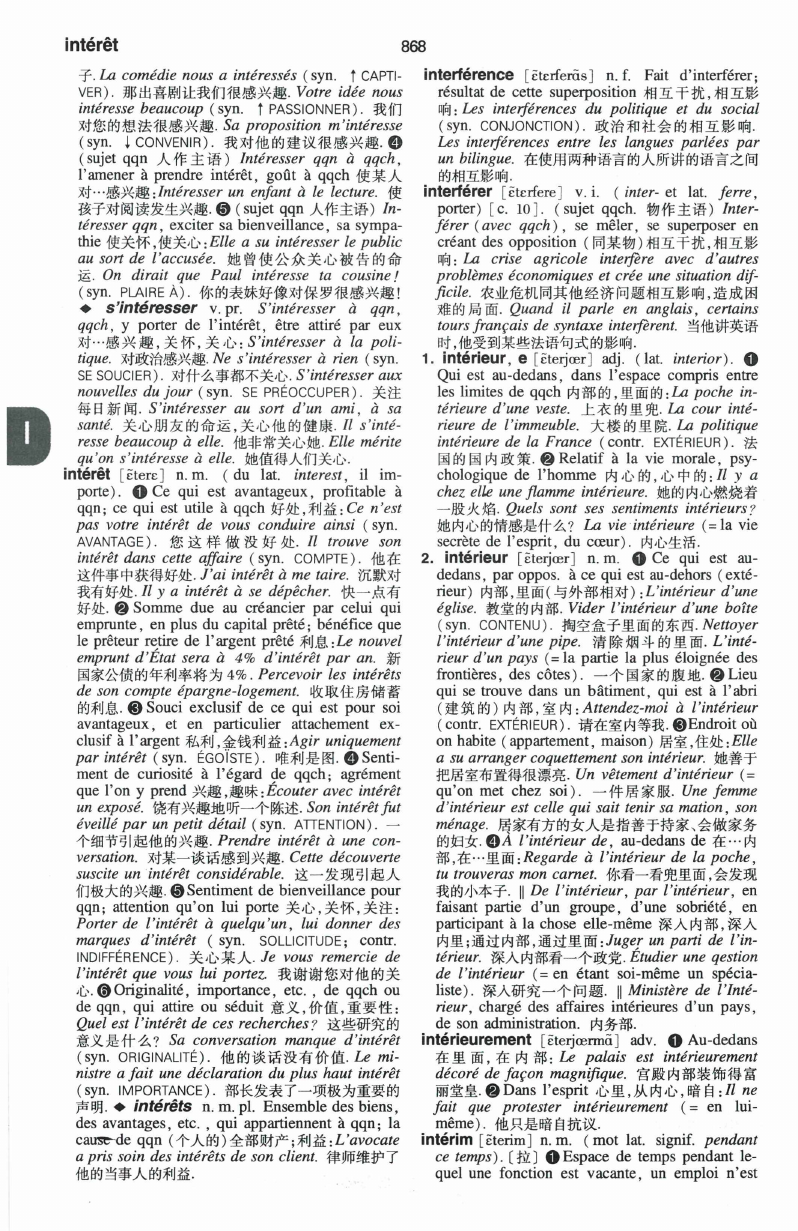 intérêt
868
子. La comédie nous a intéressés (syn. ↑ CAPTI-
VER). 那出喜剧让我们很感兴趣. Votre idée nous
intéresse beaucoup (syn. ↑ PASSIONNER). 我们
对您的想法很感兴趣. Sa proposition m'intéresse
(syn. ↓ CONVENIR). 我对他的建议很感兴趣. ❹
(sujet qqn 人作主语) Intéresser qqn à qqch,
l'amener à prendre intérêt, goût à qqch 使某人
对…感兴趣: Intéresser un enfant à le lecture. 使
孩子对阅读发生兴趣. ❺ (sujet qqn 人作主语) In-
téresser qqn, exciter sa bienveillance, sa sympa-
thie 使关怀,使关心: Elle a su intéresser le public
au sort de l'accusée. 她曾使公众关心被告的命
运. On dirait que Paul intéresse ta cousine!
(syn. PLAIRE À). 你的表妹好像对保罗很感兴趣!
◆ s'intéresser v. pr. S'intéresser à qqn,
qqch, y porter de l'intérêt, être attiré par eux
对…感兴趣,关怀,关心: S'intéresser à la poli-
tique. 对政治感兴趣. Ne s'intéresser à rien (syn.
SE SOUCIER). 对什么事都不关心. S'intéresser aux
nouvelles du jour (syn. SE PRÉOCCUPER). 关注
每日新闻. S'intéresser au sort d'un ami, à sa
santé. 关心朋友的命运,关心他的健康. Il s'inté-
resse beaucoup à elle. 他非常关心她. Elle mérite
qu'on s'intéresse à elle. 她值得人们关心.
intérêt [ɛ̃terɛ] n. m. (du lat. interest, il im-
porte). ❶ Ce qui est avantageux, profitable à
qqn; ce qui est utile à qqch 好处,利益: Ce n'est
pas votre intérêt de vous conduire ainsi (syn.
AVANTAGE). 您这样做没好处. Il trouve son
intérêt dans cette affaire (syn. COMPTE). 他在
这件事中获得好处. J'ai intérêt à me taire. 沉默对
我有好处. Il y a intérêt à se dépêcher. 快一点有
好处. ❷ Somme due au créancier par celui qui
emprunte, en plus du capital prêté; bénéfice que
le prêteur retire de l'argent prêté 利息: Le nouvel
emprunt d'État sera à 4% d'intérêt par an. 新
国家公债的年利率将为 4%. Percevoir les intérêts
de son compte épargne-logement. 收取住房储蓄
的利息. ❸ Souci exclusif de ce qui est pour soi
avantageux, et en particulier attachement ex-
clusif à l'argent 私利,金钱利益: Agir uniquement
par intérêt (syn. ÉGOÏSTE). 唯利是图. ❹ Senti-
ment de curiosité à l'égard de qqch; agrément
que l'on y prend 兴趣,趣味: Écouter avec intérêt
un exposé. 饶有兴趣地听一个陈述. Son intérêt fut
éveillé par un petit détail (syn. ATTENTION). 一
个细节引起他的兴趣. Prendre intérêt à une con-
versation. 对某一谈话感到兴趣. Cette découverte
suscite un intérêt considérable. 这一发现引起人
们极大的兴趣. ❺ Sentiment de bienveillance pour
qqn; attention qu'on lui porte 关心,关怀,关注:
Porter de l'intérêt à quelqu'un, lui donner des
marques d'intérêt (syn. SOLLICITUDE; contr.
INDIFFÉRENCE). 关心某人. Je vous remercie de
l'intérêt que vous lui portez. 我谢谢您对他的关
心. ❻ Originalité, importance, etc., de qqch ou
de qqn, qui attire ou séduit 意义,价值,重要性:
Quel est l'intérêt de ces recherches? 这些研究的
意义是什么? Sa conversation manque d'intérêt
(syn. ORIGINALITÉ). 他的谈话没有价值. Le mi-
nistre a fait une déclaration du plus haut intérêt
(syn. IMPORTANCE). 部长发表了一项极为重要的
声明. ◆ intérêts n. m. pl. Ensemble des biens,
des avantages, etc., qui appartiennent à qqn; la
cause de qqn (个人的)全部财产;利益: L'avocate
a pris soin des intérêts de son client. 律师维护了
他的当事人的利益.
I
interférence [ɛ̃tɛrferɑ̃s] n. f. Fait d'interférer;
résultat de cette superposition 相互干扰,相互影
响: Les interférences du politique et du social
(syn. CONJONCTION). 政治和社会的相互影响.
Les interférences entre les langues parlées par
un bilingue. 在使用两种语言的人所讲的语言之间
的相互影响.
interférer [ɛ̃tɛrfere] v. i. (inter- et lat. ferre,
porter) [c. 10]. (sujet qqch. 物作主语) Inter-
férer (avec qqch), se mêler, se superposer en
créant des opposition (同某物)相互干扰,相互影
响: La crise agricole interfère avec d'autres
problèmes économiques et crée une situation dif-
ficile. 农业危机同其他经济问题相互影响,造成困
难的局面. Quand il parle en anglais, certains
tours français de syntaxe interfèrent. 当他讲英语
时,他受到某些法语句式的影响.
1. intérieur, e [ɛ̃terjœr] adj. (lat. interior). ❶
Qui est au-dedans, dans l'espace compris entre
les limites de qqch 内部的,里面的: La poche in-
térieure d'une veste. 上衣的里兜. La cour inté-
rieure de l'immeuble. 大楼的里院. La politique
intérieure de la France (contr. EXTÉRIEUR). 法
国的国内政策. ❷ Relatif à la vie morale, psy-
chologique de l'homme 内心的,心中的: Il y a
chez elle une flamme intérieure. 她的内心燃烧着
一股火焰. Quels sont ses sentiments intérieurs?
她内心的情感是什么? La vie intérieure (= la vie
secrète de l'esprit, du cœur). 内心生活.
2. intérieur [ɛ̃terjœr] n. m. ❶ Ce qui est au-
dedans, par oppos. à ce qui est au-dehors (exté-
rieur) 内部,里面(与外部相对): L'intérieur d'une
église. 教堂的内部. Vider l'intérieur d'une boîte
(syn. CONTENU). 掏空盒子里面的东西. Nettoyer
l'intérieur d'une pipe. 清除烟斗的里面. L'inté-
rieur d'un pays (= la partie la plus éloignée des
frontières, des côtes). 一个国家的腹地. ❷ Lieu
qui se trouve dans un bâtiment, qui est à l'abri
(建筑的)内部,室内: Attendez-moi à l'intérieur
(contr. EXTÉRIEUR). 请在室内等我. ❸ Endroit où
on habite (appartement, maison) 居室,住处: Elle
a su arranger coquettement son intérieur. 她善于
把居室布置得很漂亮. Un vêtement d'intérieur (=
qu'on met chez soi). 一件居家服. Une femme
d'intérieur est celle qui sait tenir sa mation, son
ménage. 居家有方的女人是指善于持家、会做家务
的妇女. ❹ À l'intérieur de, au-dedans de 在…内
部,在…里面: Regarde à l'intérieur de la poche,
tu trouveras mon carnet. 你看一看兜里面,会发现
我的小本子. ‖ De l'intérieur, par l'intérieur, en
faisant partie d'un groupe, d'une sobriété, en
participant à la chose elle-même 深入内部,深入
内里;通过内部,通过里面: Juger un parti de l'in-
térieur. 深入内部看一个政党. Étudier une qestion
de l'intérieur (= en étant soi-même un spécia-
liste). 深入研究一个问题. ‖ Ministère de l'Inté-
rieur, chargé des affaires intérieures d'un pays,
de son administration. 内务部.
intérieurement [ɛ̃terjœrmɑ̃] adv. ❶ Au-dedans
在里面,在内部: Le palais est intérieurement
décoré de façon magnifique. 宫殿内部装饰得富
丽堂皇. ❷ Dans l'esprit 心里,从内心,暗自: Il ne
fait que protester intérieurement (= en lui-
même). 他只是暗自抗议.
intérim [ɛ̃terim] n. m. (mot lat. signif. pendant
ce temps). [拉] ❶ Espace de temps pendant le-
quel une fonction est vacante, un emploi n'est